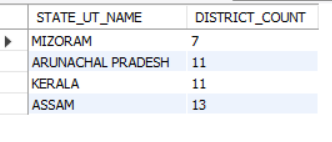 STATE_UT_NAME DISTRICT_COUNT
MIZORAM 7
ARUNACHAL PRADESH 11
KERALA 11
ASSAM 13